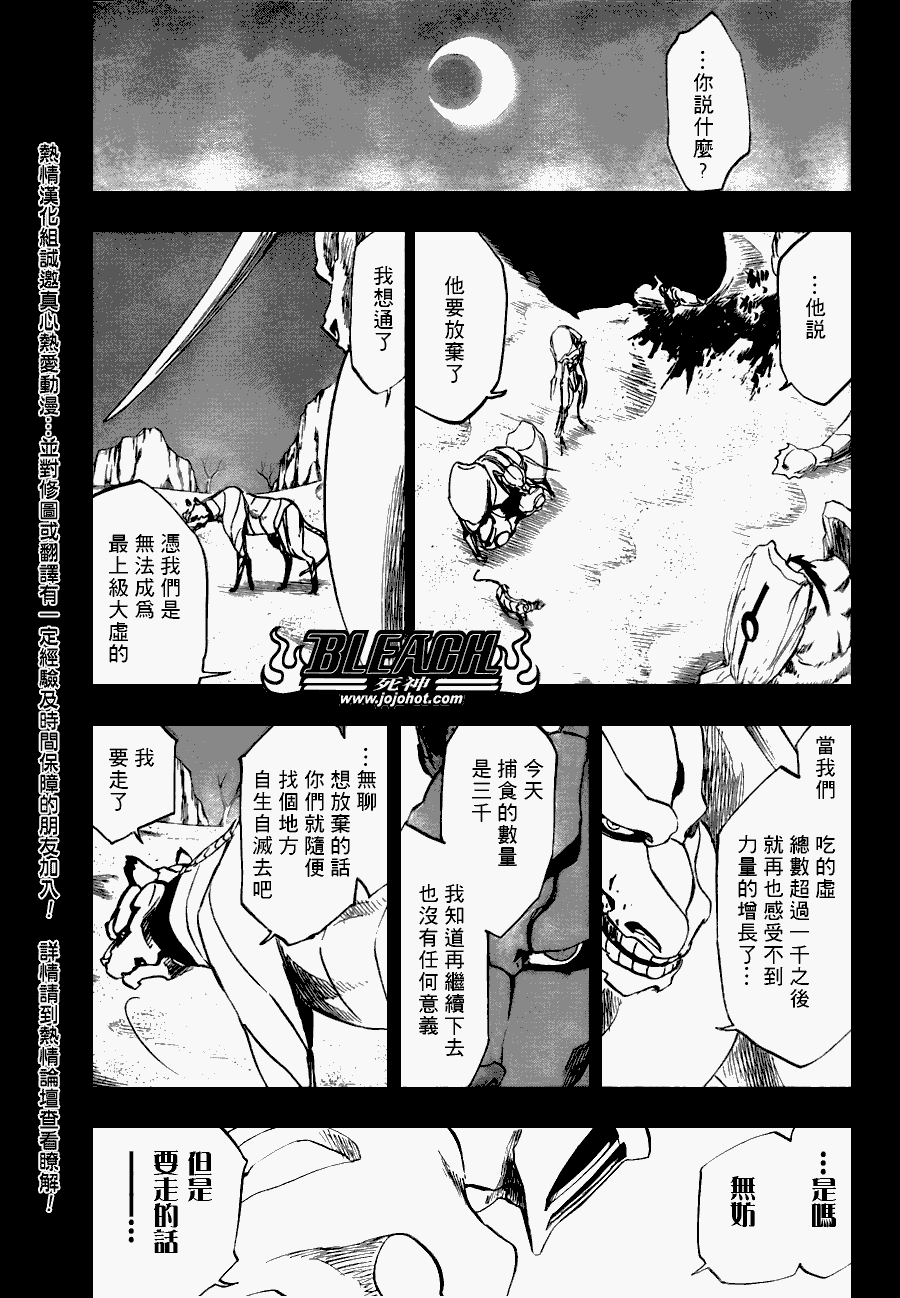 …你說什麼？
…他說
他要放棄了
我想通了
憑我們是
無法成為
最上級大虛的
BLEACH
死神
www.jojohot.com
當我們
吃的虛
總數超過一千之後
就再也感受不到
力量的增長了…
今天
捕食的數量
是三千
我知道再繼續下去
也沒有任何意義
…無聊
想放棄的話
你們就隨便
找個地方
自生自滅去吧
我
要走了
…是嗎
無妨
但是
要走的話
——…
熱情漢化組誠邀真心熱愛動漫…並對修圖或翻譯有一定經驗及時間保障的朋友加入！ 詳情請到熱情論壇查看瞭解！